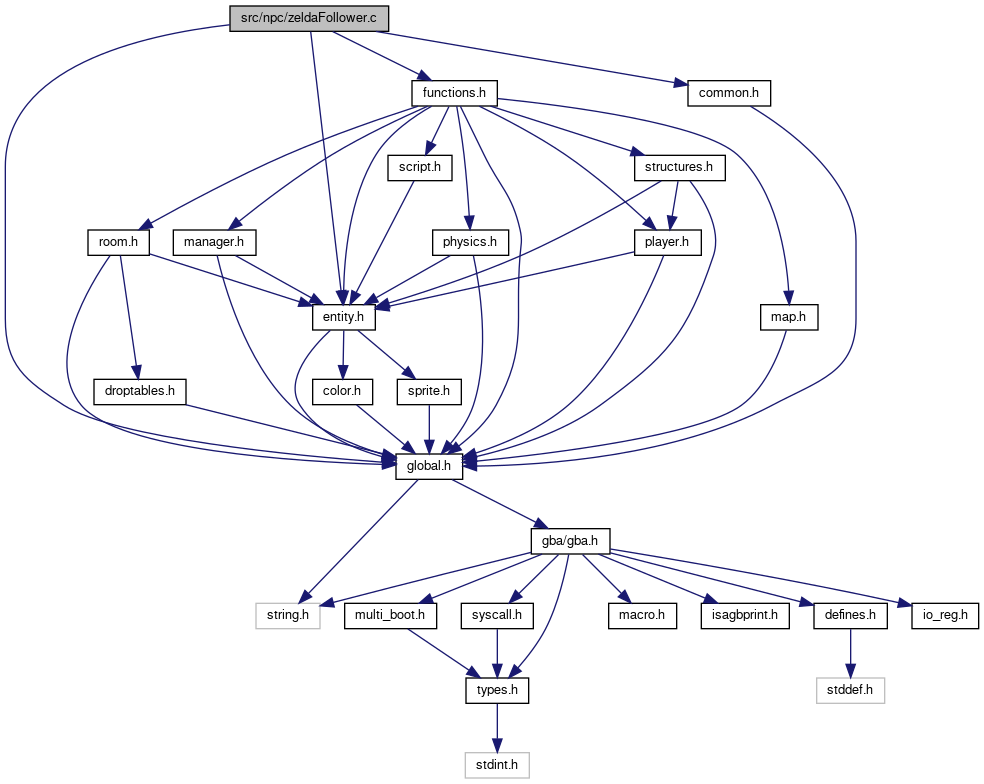 src/npc/zeldaFollower.c
functions.h
common.h
script.h
structures.h
room.h
manager.h
physics.h
player.h
entity.h
map.h
droptables.h
color.h
sprite.h
global.h
gba/gba.h
string.h
multi_boot.h
syscall.h
macro.h
isagbprint.h
defines.h
io_reg.h
types.h
stddef.h
stdint.h